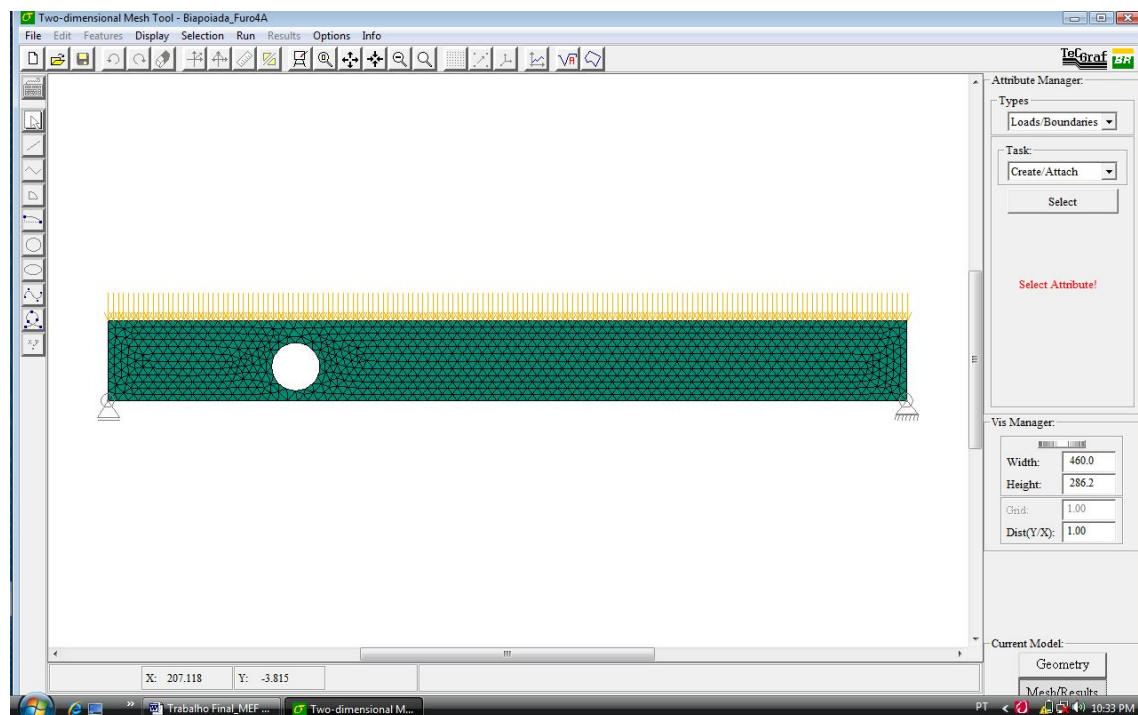 Two-dimensional Mesh Tool - Biapoiada_Furo4A
File Edit Features Display Selection Run Results Options Info
TeCGraf BR
Attribute Manager:
Types
Loads/Boundaries
Task:
Create/Attach
Select
Select Attribute!
Vis Manager:
Width: 460.0
Height: 286.2
Grid: 1.00
Dist(Y/X): 1.00
Current Model:
Geometry
Mesh/Results
X: 207.118 Y: -3.815
Trabalho Final_MEF ... Two-dimensional M... PT 10:33 PM